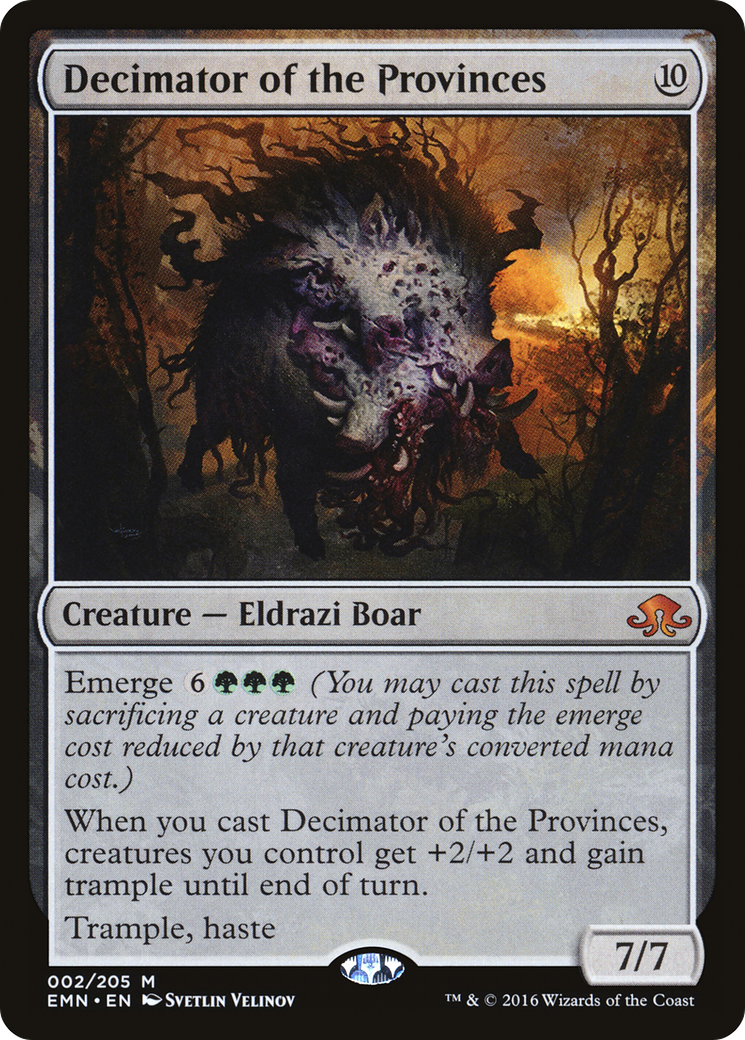 Decimator of the Provinces 10
Creature — Eldrazi Boar
Emerge 6 (You may cast this spell by
sacrificing a creature and paying the emerge
cost reduced by that creature's converted mana
cost.)
When you cast Decimator of the Provinces,
creatures you control get +2/+2 and gain
trample until end of turn.
Trample, haste
7/7
002/205 M
EMN • EN Svetlin Velinov
™ & © 2016 Wizards of the Coast